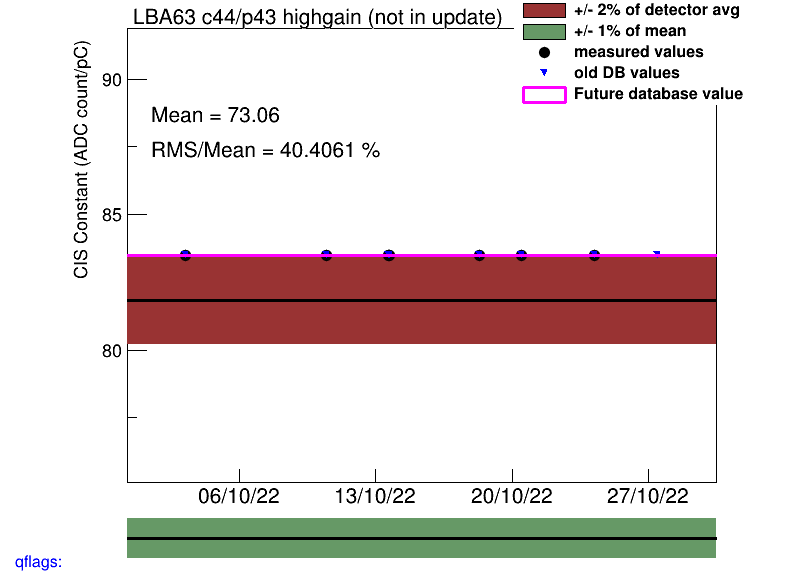 LBA63 c44/p43 highgain (not in update)
+/- 2% of detector avg
+/- 1% of mean
measured values
old DB values
Future database value
CIS Constant (ADC count/pC)
90
85
80
Mean = 73.06
RMS/Mean = 40.4061 %
06/10/22 13/10/22 20/10/22 27/10/22
qflags: